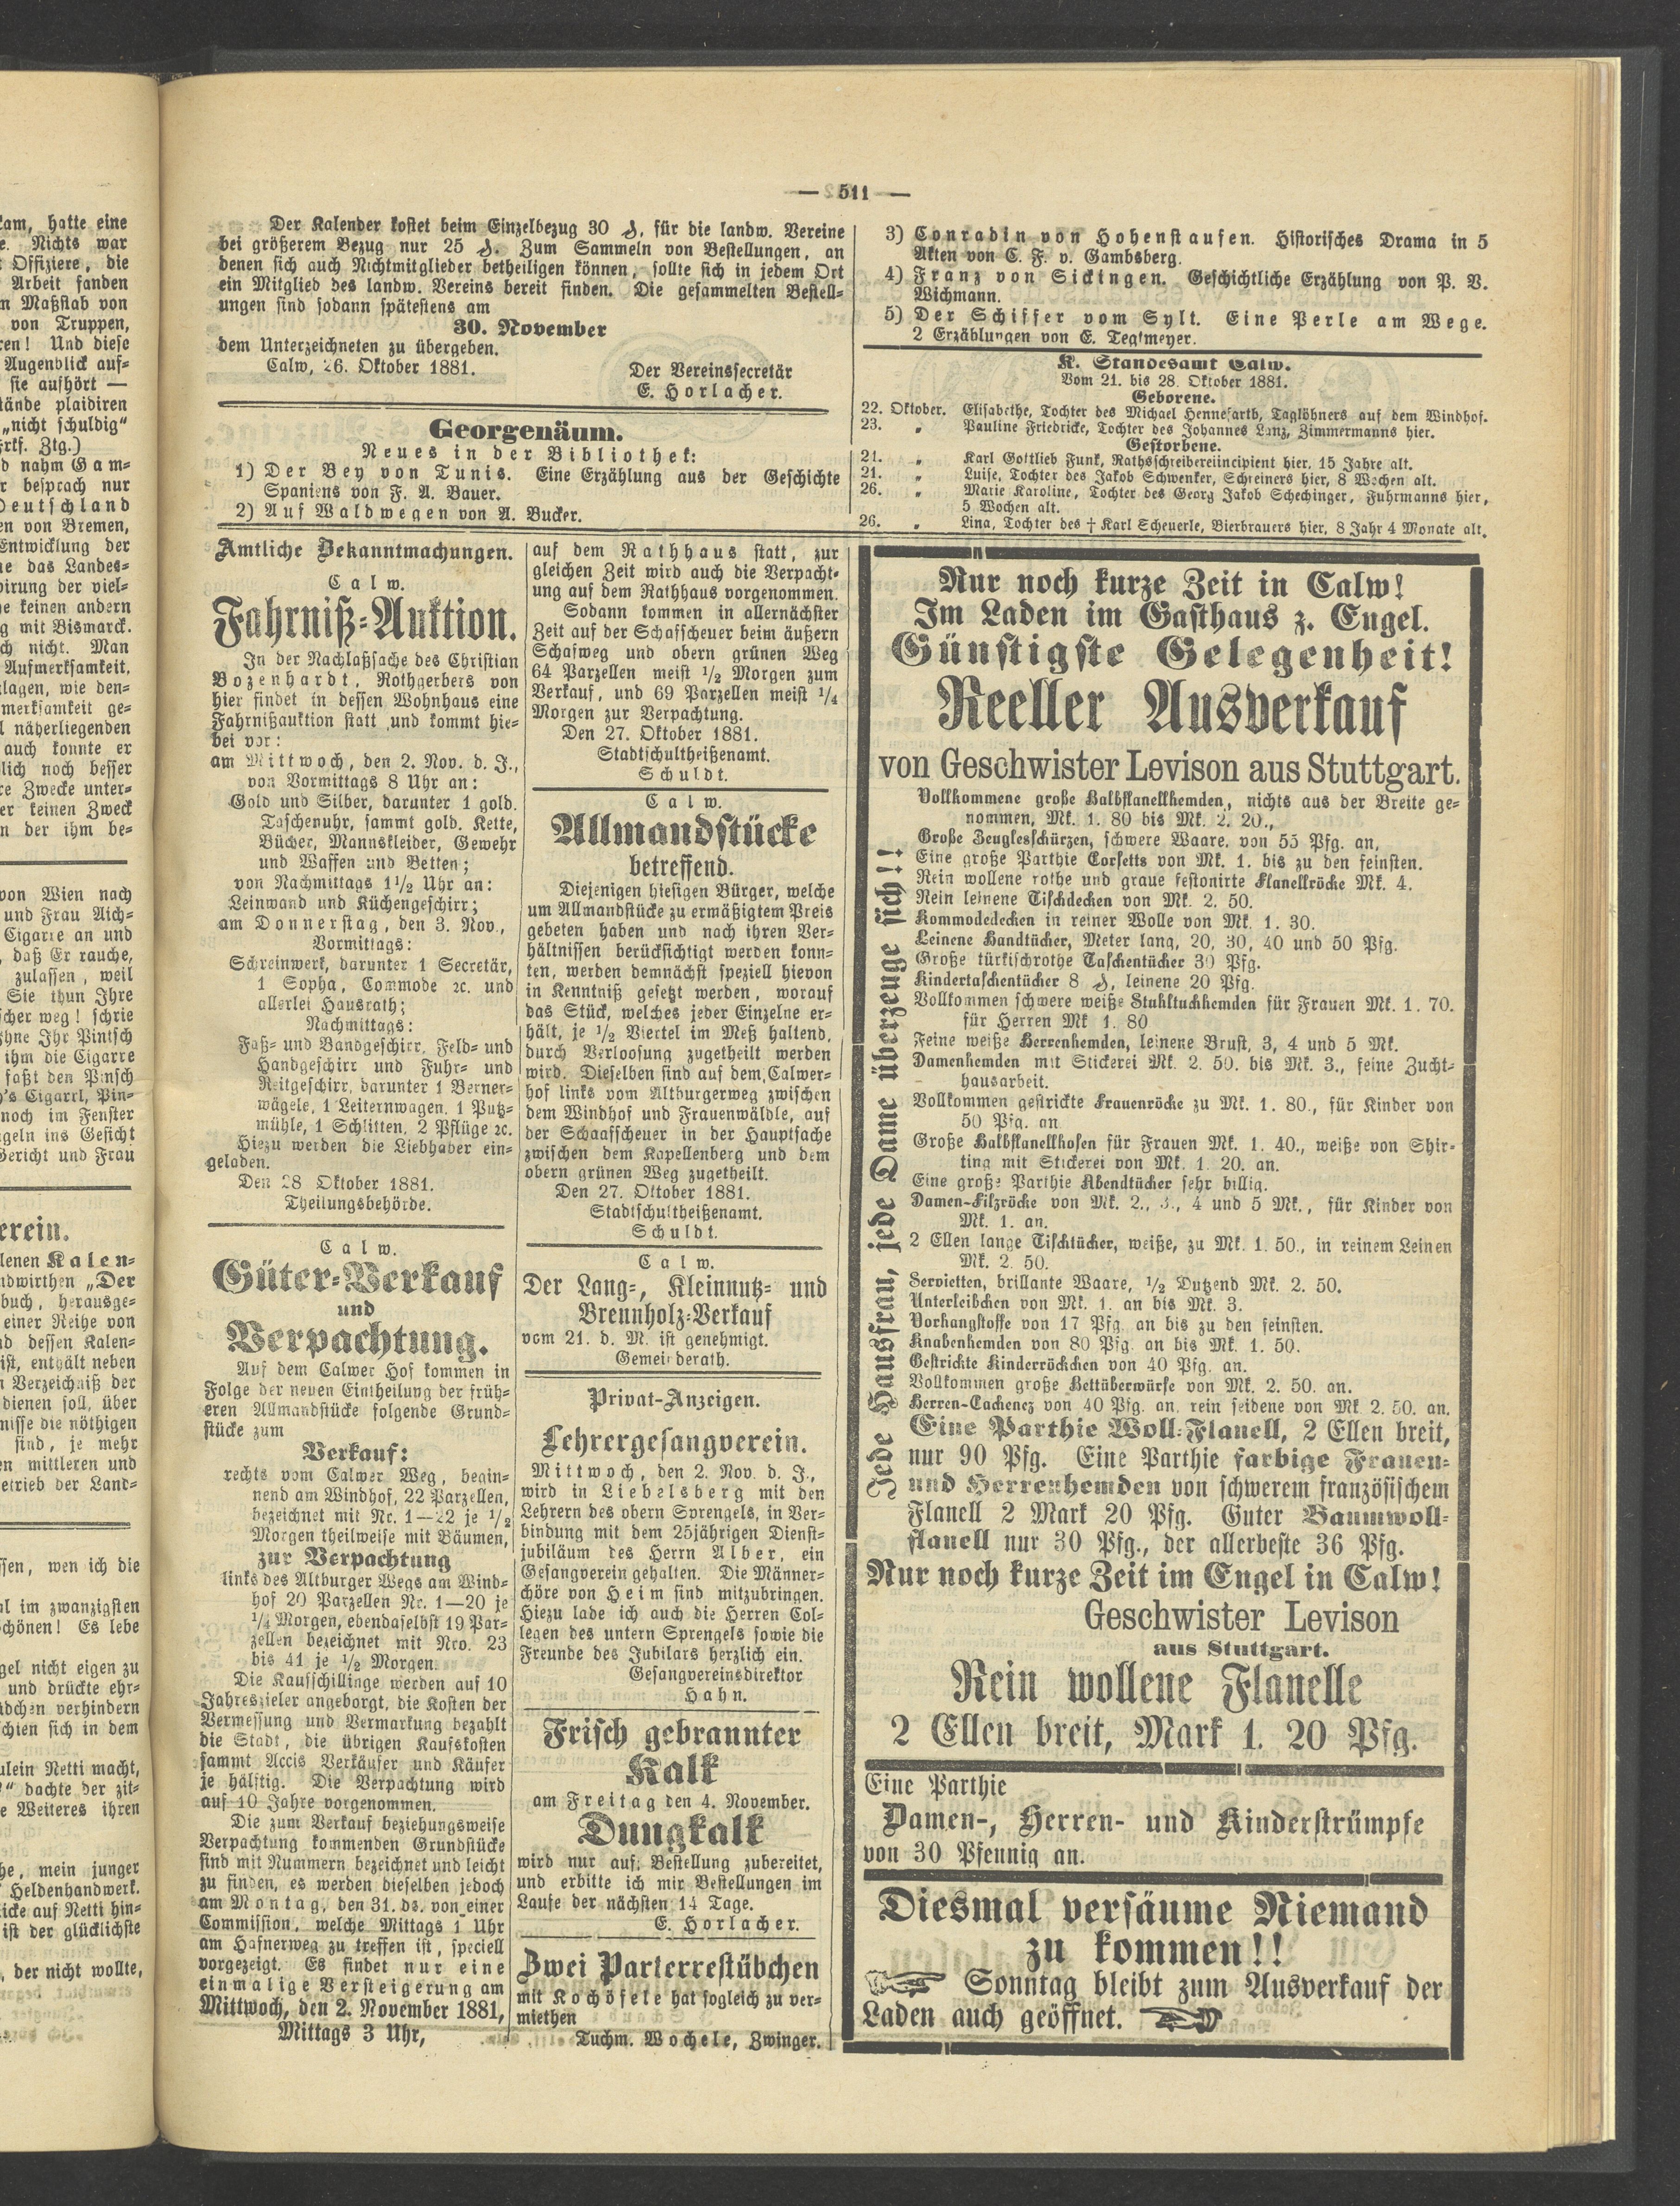 — 511 —
Der Kalender kostet beim Einzelbezug 30 ₰, für die landw. Vereine
bei größerem Bezug nur 25 ₰. Zum Sammeln von Bestellungen, an
denen sich auch Nichtmitglieder betheiligen können, sollte sich in jedem Ort
ein Mitglied des landw. Vereins bereit finden. Die gesammelten Bestell-
ungen sind sodann spätestens am
30. November
dem Unterzeichneten zu übergeben.
Calw, 26. Oktober 1881.
Der Vereinssecretär
E. Horlacher.
Georgenäum.
Neues in der Bibliothek:
1) Der Bey von Tunis. Eine Erzählung aus der Geschichte
Spaniens von F. A. Bauer.
2) Auf Waldwegen von A. Bucker.
3) Conradin von Hohenstaufen. Historisches Drama in 5
Akten von C. F. v. Gambsberg.
4) Franz von Sickingen. Geschichtliche Erzählung von P. V.
Wichmann.
5) Der Schiffer vom Sylt. Eine Perle am Wege.
2 Erzählungen von E. Tegtmeyer.
K. Standesamt Calw.
Vom 21. bis 28. Oktober 1881.
Geborene.
22. Oktober. Elisabethe, Tochter des Michael Hennefarth, Taglöhners auf dem Windhof.
23. „ Pauline Friedricke, Tochter des Johannes Lanz, Zimmermanns hier.
Gestorbene.
21. „ Karl Gottlieb Funk, Rathsschreibereiincipient hier, 15 Jahre alt.
21. „ Luise, Tochter des Jakob Schwenker, Schreiners hier, 8 Wochen alt.
26. „ Marie Karoline, Tochter des Georg Jakob Schechinger, Fuhrmanns hier,
5 Wochen alt.
26. „ Lina, Tochter des † Karl Scheuerle, Bierbrauers hier, 8 Jahr 4 Monate alt.
Amtliche Bekanntmachungen.
Calw.
Fahrniß-Auktion.
In der Nachlaßsache des Christian
Bozenhardt, Rothgerbers von
hier findet in dessen Wohnhaus eine
Fahrnißauktion statt und kommt hie-
bei vor:
am Mittwoch, den 2. Nov. d. J.,
von Vormittags 8 Uhr an:
Gold und Silber, darunter 1 gold.
Taschenuhr, sammt gold. Kette,
Bücher, Mannskleider, Gewehr
und Waffen und Betten;
von Nachmittags 1½ Uhr an:
Leinwand und Küchengeschirr;
am Donnerstag, den 3. Nov.,
Vormittags:
Schreinwerk, darunter 1 Secretär,
1 Sopha, Commode ꝛc. und
allerlei Hausrath;
Nachmittags:
Faß- und Bandgeschirr, Feld- und
Handgeschirr und Fuhr- und
Reitgeschirr, darunter 1 Berner-
wägele, 1 Leiternwagen, 1 Putz-
mühle, 1 Schlitten, 2 Pflüge ꝛc.
Hiezu werden die Liebhaber ein-
geladen.
Den 28 Oktober 1881.
Theilungsbehörde.
Calw.
Güter-Verkauf
und
Verpachtung.
Auf dem Calwer Hof kommen in
Folge der neuen Eintheilung der früh-
eren Allmandstücke folgende Grund-
stücke zum
Verkauf:
rechts vom Calwer Weg, begin-
nend am Windhof, 22 Parzellen,
bezeichnet mit Nr. 1—22 je ½
Morgen theilweise mit Bäumen,
zur Verpachtung
links des Altburger Wegs am Wind-
hof 20 Parzellen Nr. 1—20 je
¼ Morgen, ebendaselbst 19 Par-
zellen bezeichnet mit Nro. 23
bis 41 je ½ Morgen.
Die Kaufschillinge werden auf 10
Jahreszieler angeborgt, die Kosten der
Vermessung und Vermarkung bezahlt
die Stadt, die übrigen Kaufskosten
sammt Accis Verkäufer und Käufer
je hälftig. Die Verpachtung wird
auf 10 Jahre vorgenommen.
Die zum Verkauf beziehungsweise
Verpachtung kommenden Grundstücke
sind mit Nummern bezeichnet und leicht
zu finden, es werden dieselben jedoch
am Montag, den 31. ds. von einer
Commission, welche Mittags 1 Uhr
am Hafnerweg zu treffen ist, speciell
vorgezeigt. Es findet nur eine
einmalige Versteigerung am
Mittwoch, den 2. November 1881,
Mittags 3 Uhr,
auf dem Rathhaus statt, zur
gleichen Zeit wird auch die Verpacht-
ung auf dem Rathhaus vorgenommen.
Sodann kommen in allernächster
Zeit auf der Schafscheuer beim äußern
Schafweg und obern grünen Weg
64 Parzellen meist ½ Morgen zum
Verkauf, und 69 Parzellen meist ¼
Morgen zur Verpachtung.
Den 27. Oktober 1881.
Stadtschultheißenamt.
Schuldt.
Calw.
Allmandstücke
betreffend.
Diejenigen hiesigen Bürger, welche
um Allmandstücke zu ermäßigtem Preis
gebeten haben und nach ihren Ver-
hältnissen berücksichtigt werden konn-
ten, werden demnächst speziell hievon
in Kenntniß gesetzt werden, worauf
das Stück, welches jeder Einzelne er-
hält, je ½ Viertel im Meß haltend,
durch Verloosung zugetheilt werden
wird. Dieselben sind auf dem Calwer-
hof links vom Altburgerweg zwischen
dem Windhof und Frauenwäldle, auf
der Schaafscheuer in der Hauptsache
zwischen dem Kapellenberg und dem
obern grünen Weg zugetheilt.
Den 27. Oktober 1881.
Stadtschultheißenamt.
Schuldt.
Calw.
Der Lang-, Kleinnutz- und
Brennholz-Verkauf
vom 21. d. M. ist genehmigt.
Gemeinderath.
Privat-Anzeigen.
Lehrergesangverein.
Mittwoch, den 2. Nov. d. J.,
wird in Liebelsberg mit den
Lehrern des obern Sprengels, in Ver-
bindung mit dem 25jährigen Dienst-
jubiläum des Herrn Alber, ein
Gesangverein gehalten. Die Männer-
chöre von Heim sind mitzubringen.
Hiezu lade ich auch die Herren Col-
legen des untern Sprengels sowie die
Freunde des Jubilars herzlich ein.
Gesangvereinsdirektor
Hahn.
Frisch gebrannter
Kalk
am Freitag den 4. November.
Dungkalk
wird nur auf Bestellung zubereitet,
und erbitte ich mir Bestellungen im
Laufe der nächsten 14 Tage.
E. Horlacher.
Zwei Parterrestübchen
mit Kochöfele hat sogleich zu ver-
miethen
Tuchm. Wochele, Zwinger.
Nur noch kurze Zeit in Calw!
Im Laden im Gasthaus z. Engel.
Günstigste Gelegenheit!
Reeller Ausverkauf
von Geschwister Levison aus Stuttgart.
Jede Hausfrau, jede Dame überzeuge sich!!
Vollkommene große Halbflanellhemden, nichts aus der Breite ge-
nommen, Mk. 1. 80 bis Mk. 2. 20.,
Große Zeuglesschürzen, schwere Waare, von 55 Pfg. an,
Eine große Parthie Corsetts von Mk. 1. bis zu den feinsten.
Rein wollene rothe und graue festonirte Flanellröcke Mk. 4.
Rein leinene Tischdecken von Mk. 2. 50.
Kommodedecken in reiner Wolle von Mk. 1. 30.
Leinene Handtücher, Meter lang, 20, 30, 40 und 50 Pfg.
Große türkischrothe Taschentücher 30 Pfg.
Kindertaschentücher 8 ₰, leinene 20 Pfg.
Vollkommen schwere weiße Stuhltuchhemden für Frauen Mk. 1. 70.
für Herren Mk 1. 80
Feine weiße Herrenhemden, leinene Brust, 3, 4 und 5 Mk.
Damenhemden mit Stickerei Mk. 2. 50. bis Mk. 3., feine Zucht-
hausarbeit.
Vollkommen gestrickte Frauenröcke zu Mk. 1. 80., für Kinder von
50 Pfg. an
Große Halbflanellhosen für Frauen Mk. 1. 40., weiße von Shir-
ting mit Stickerei von Mk. 1. 20. an.
Eine große Parthie Abendtücher sehr billig.
Damen-Filzröcke von Mk. 2., 3., 4 und 5 Mk., für Kinder von
Mk. 1. an.
2 Ellen lange Tischtücher, weiße, zu Mk. 1. 50., in reinem Leinen
Mk. 2. 50.
Servietten, brillante Waare, ½ Dutzend Mk. 2. 50.
Unterleibchen von Mk. 1. an bis Mk. 3.
Vorhangstoffe von 17 Pfg. an bis zu den feinsten.
Knabenhemden von 80 Pfg. an bis Mk. 1. 50.
Gestrickte Kinderröckchen von 40 Pfg. an.
Vollkommen große Bettüberwürfe von Mk. 2. 50. an.
Herren-Cachenez von 40 Pfg. an, rein seidene von Mk. 2. 50. an.
Eine Parthie Woll-Flanell, 2 Ellen breit,
nur 90 Pfg. Eine Parthie farbige Frauen-
und Herrenhemden von schwerem französischem
Flanell 2 Mark 20 Pfg. Guter Baumwoll-
flanell nur 30 Pfg., der allerbeste 36 Pfg.
Nur noch kurze Zeit im Engel in Calw!
Geschwister Levison
aus Stuttgart.
Rein wollene Flanelle
2 Ellen breit, Mark 1. 20 Pfg.
Eine Parthie
Damen-, Herren- und Kinderstrümpfe
von 30 Pfennig an.
Diesmal versäume Niemand
zu kommen!!
Sonntag bleibt zum Ausverkauf der
Laden auch geöffnet.